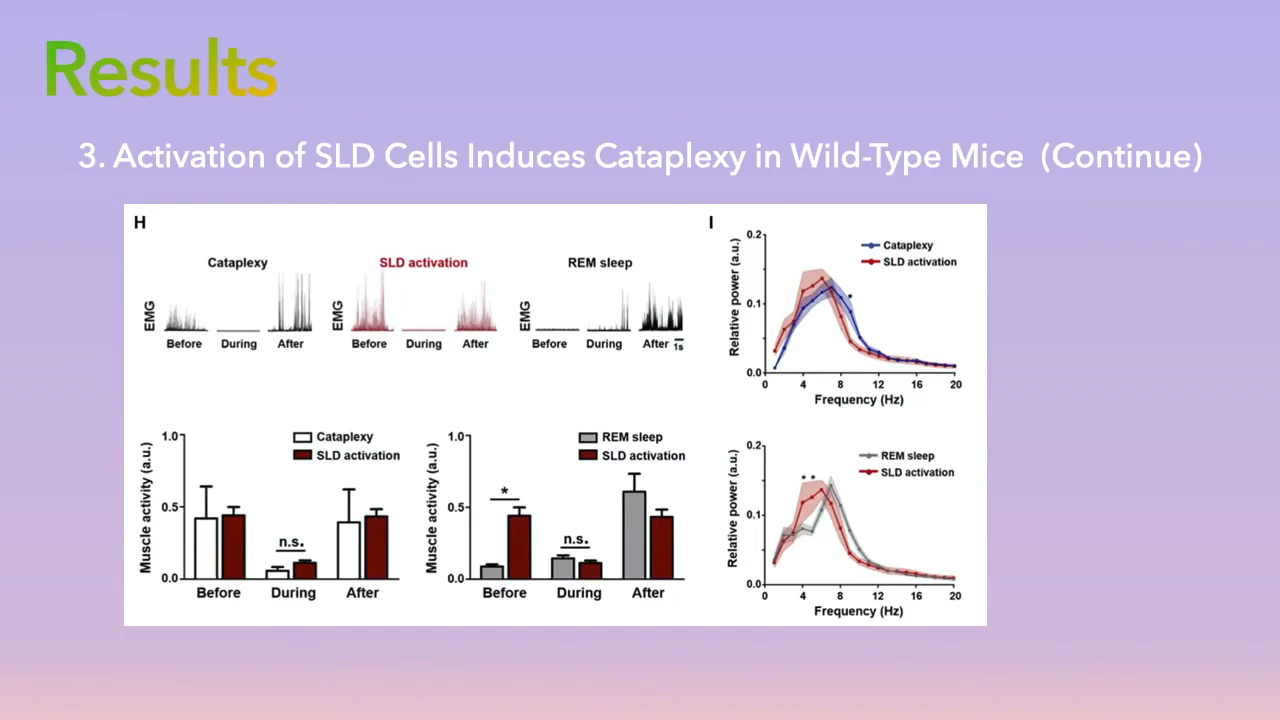 Results
3. Activation of SLD Cells Induces Cataplexy in Wild-Type Mice (Continue)
H
Cataplexy
SLD activation
REM sleep
EMG
EMG
EMG
Before During After
Before During After
Before During After 1s
Muscle activity (a.u.)
1.0
0.5
0.0
Cataplexy
SLD activation
n.s.
Before During After
Muscle activity (a.u.)
1.0
0.5
0.0
REM sleep
SLD activation
*
n.s.
Before During After
I
Relative power (a.u.)
0.2
0.1
0.0
Cataplexy
SLD activation
*
0 4 8 12 16 20
Frequency (Hz)
Relative power (a.u.)
0.2
0.1
0.0
REM sleep
SLD activation
* *
0 4 8 12 16 20
Frequency (Hz)